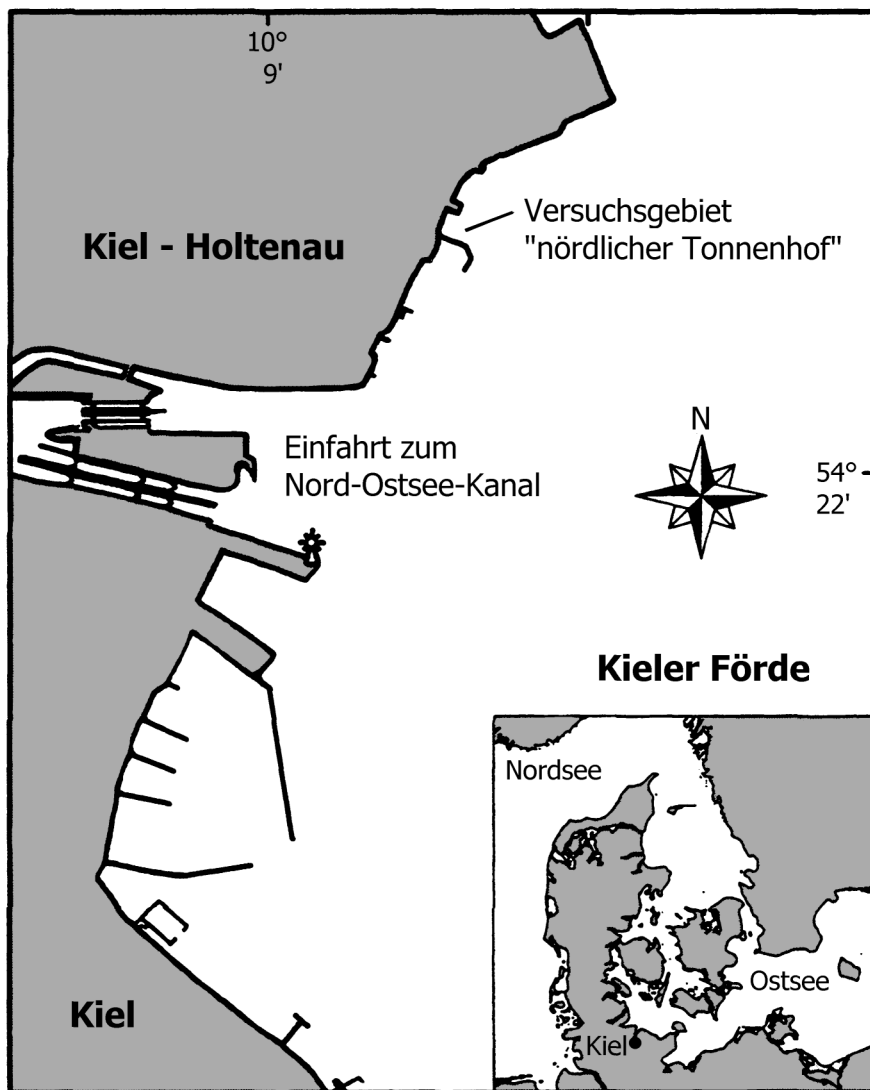 10°
9'
Versuchsgebiet
"nördlicher Tonnenhof"
Kiel - Holtenau
Einfahrt zum
Nord-Ostsee-Kanal
N
54°
22'
Kieler Förde
Nordsee
Ostsee
Kiel
Kiel